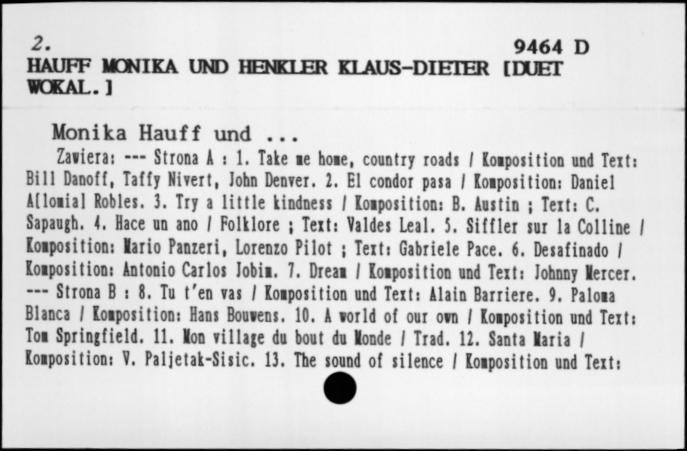 2.
9464 D
HAUFF MONIKA UND HENKLER KLAUS-DIETER [DUET
WOKAL.]
Monika Hauff und ...
Zawiera: --- Strona A : 1. Take me home, country roads / Komposition und Text:
Bill Danoff, Taffy Nivert, John Denver. 2. El condor pasa / Komposition: Daniel
A[lomia] Robles. 3. Try a little kindness / Komposition: B. Austin ; Text: C.
Sapaugh. 4. Hace un ano / Folklore ; Text: Valdes Leal. 5. Siffler sur la Colline /
Komposition: Mario Panzeri, Lorenzo Pilot ; Text: Gabriele Pace. 6. Desafinado /
Komposition: Antonio Carlos Jobim. 7. Dream / Komposition und Text: Johnny Mercer.
--- Strona B : 8. Tu t'en vas / Komposition und Text: Alain Barriere. 9. Paloma
Blanca / Komposition: Hans Bouwens. 10. A world of our own / Komposition und Text:
Tom Springfield. 11. Mon village du bout du Monde / Trad. 12. Santa Maria /
Komposition: V. Paljetak-Sisic. 13. The sound of silence / Komposition und Text: